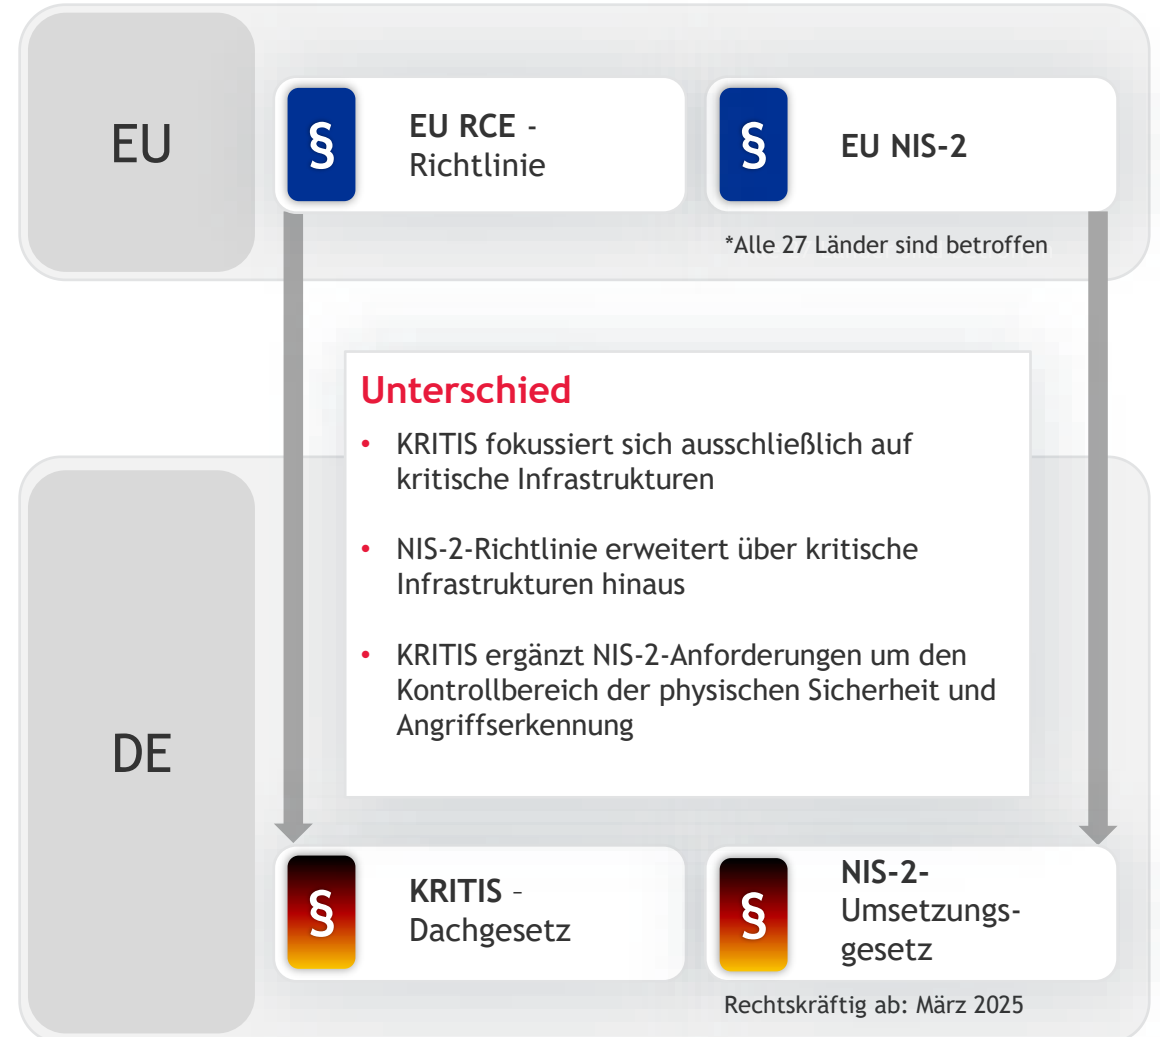 EU
§
EU RCE -
Richtlinie
§
EU NIS-2
*Alle 27 Länder sind betroffen
Unterschied
• KRITIS fokussiert sich ausschließlich auf
kritische Infrastrukturen
• NIS-2-Richtlinie erweitert über kritische
Infrastrukturen hinaus
• KRITIS ergänzt NIS-2-Anforderungen um den
Kontrollbereich der physischen Sicherheit und
Angriffserkennung
DE
§
KRITIS –
Dachgesetz
§
NIS-2-
Umsetzungs-
gesetz
Rechtskräftig ab: März 2025